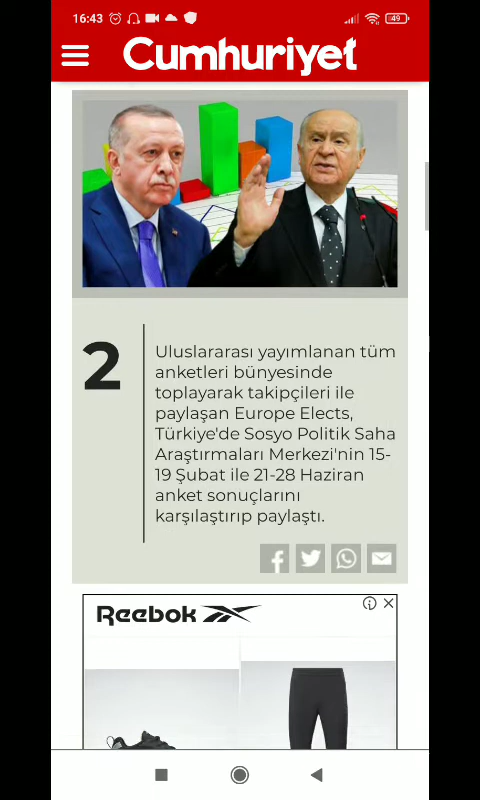 16:43
49
Cumhuriyet
2
Uluslararası yayımlanan tüm
anketleri bünyesinde
toplayarak takipçileri ile
paylaşan Europe Elects,
Türkiye'de Sosyo Politik Saha
Araştırmaları Merkezi'nin 15-
19 Şubat ile 21-28 Haziran
anket sonuçlarını
karşılaştırıp paylaştı.
Reebok